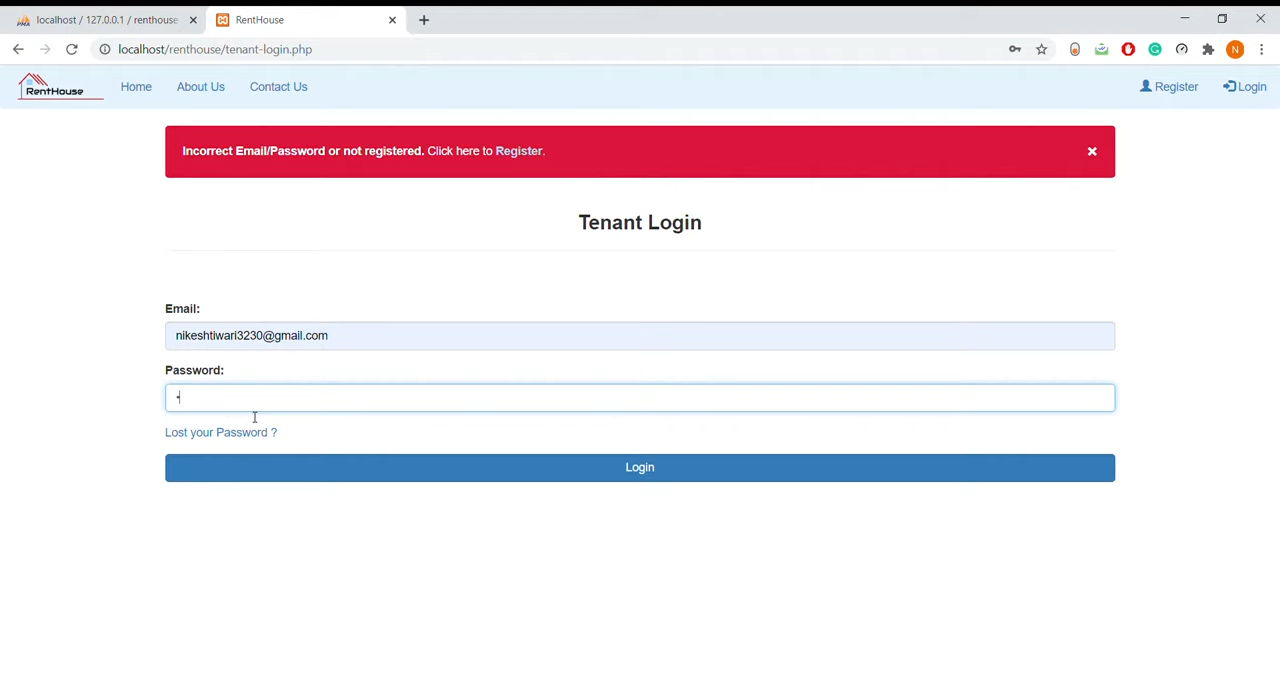 localhost / 127.0.0.1 / renthouse
RentHouse
localhost/renthouse/tenant-login.php
N
RentHouse
Home
About Us
Contact Us
Register
Login
Incorrect Email/Password or not registered. Click here to Register.
Tenant Login
Email:
nikeshtiwari3230@gmail.com
Password:
Lost your Password ?
Login